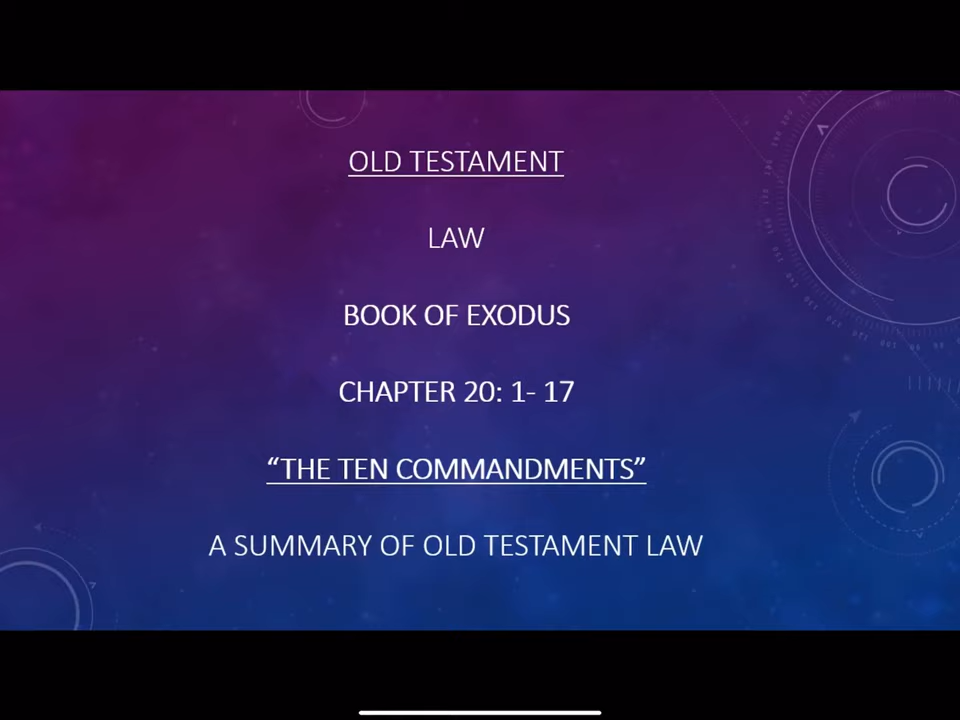 OLD TESTAMENT
LAW
BOOK OF EXODUS
CHAPTER 20: 1- 17
“THE TEN COMMANDMENTS”
A SUMMARY OF OLD TESTAMENT LAW